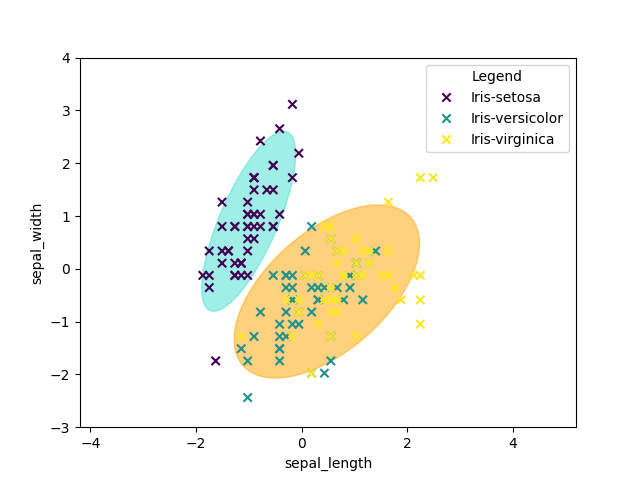 4
3
2
1
0
−1
−2
−3
sepal_width
Legend
Iris-setosa
Iris-versicolor
Iris-virginica
−4
−2
0
2
4
sepal_length